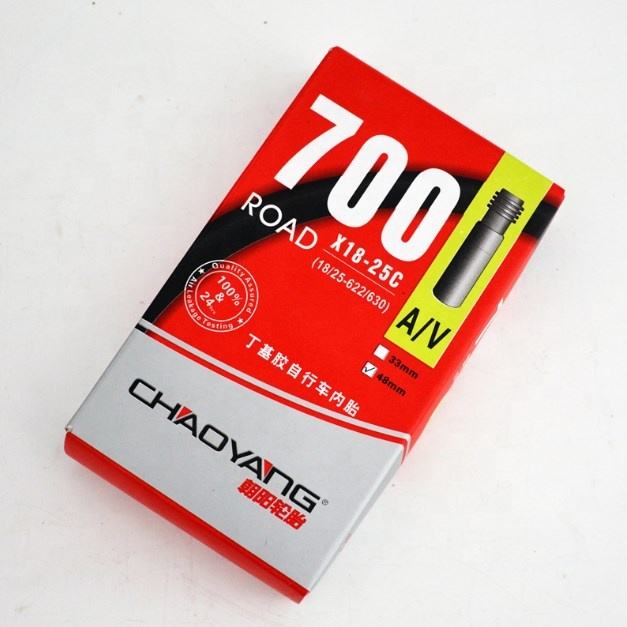 700
ROAD X18-25C
(18/25-622/630)
A/V
33mm
48mm
Quality Assured
100%
&
24
Air Leakage Testing
丁基胶自行车内胎
CHAOYANG®
朝阳轮胎